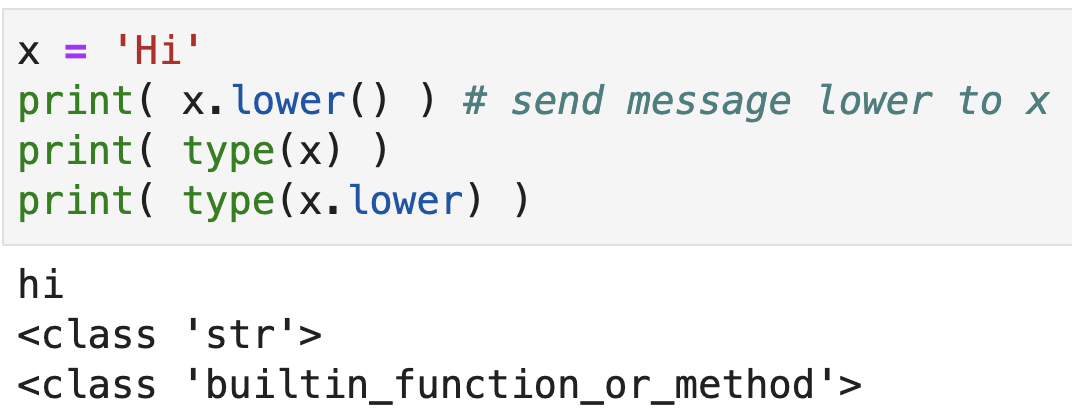 x = 'Hi'
print( x.lower() ) # send message lower to x
print( type(x) )
print( type(x.lower) )
hi
<class 'str'>
<class 'builtin_function_or_method'>